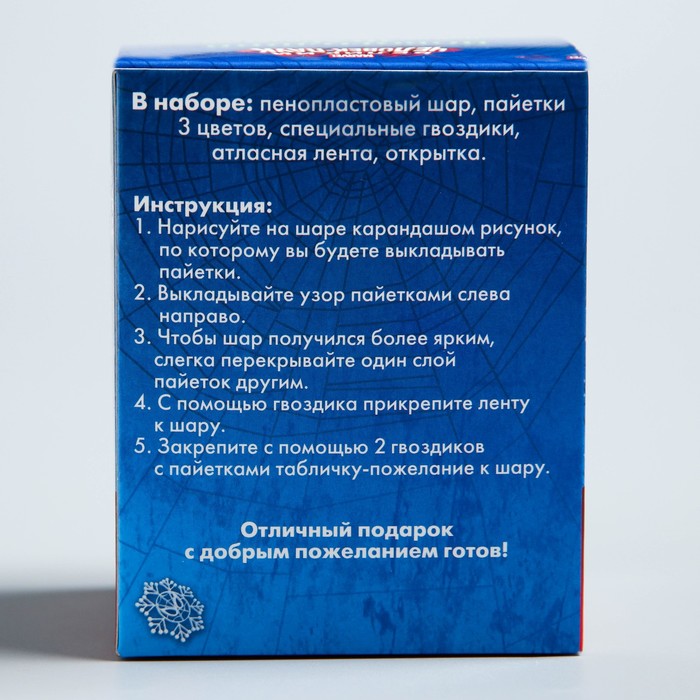 ЧЕЛОВЕК-ПАУК
В наборе: пенопластовый шар, пайетки
3 цветов, специальные гвоздики,
атласная лента, открытка.
Инструкция:
1. Нарисуйте на шаре карандашом рисунок,
по которому вы будете выкладывать
пайетки.
2. Выкладывайте узор пайетками слева
направо.
3. Чтобы шар получился более ярким,
слегка перекрывайте один слой
пайеток другим.
4. С помощью гвоздика прикрепите ленту
к шару.
5. Закрепите с помощью 2 гвоздиков
с пайетками табличку-пожелание к шару.
Отличный подарок
с добрым пожеланием готов!